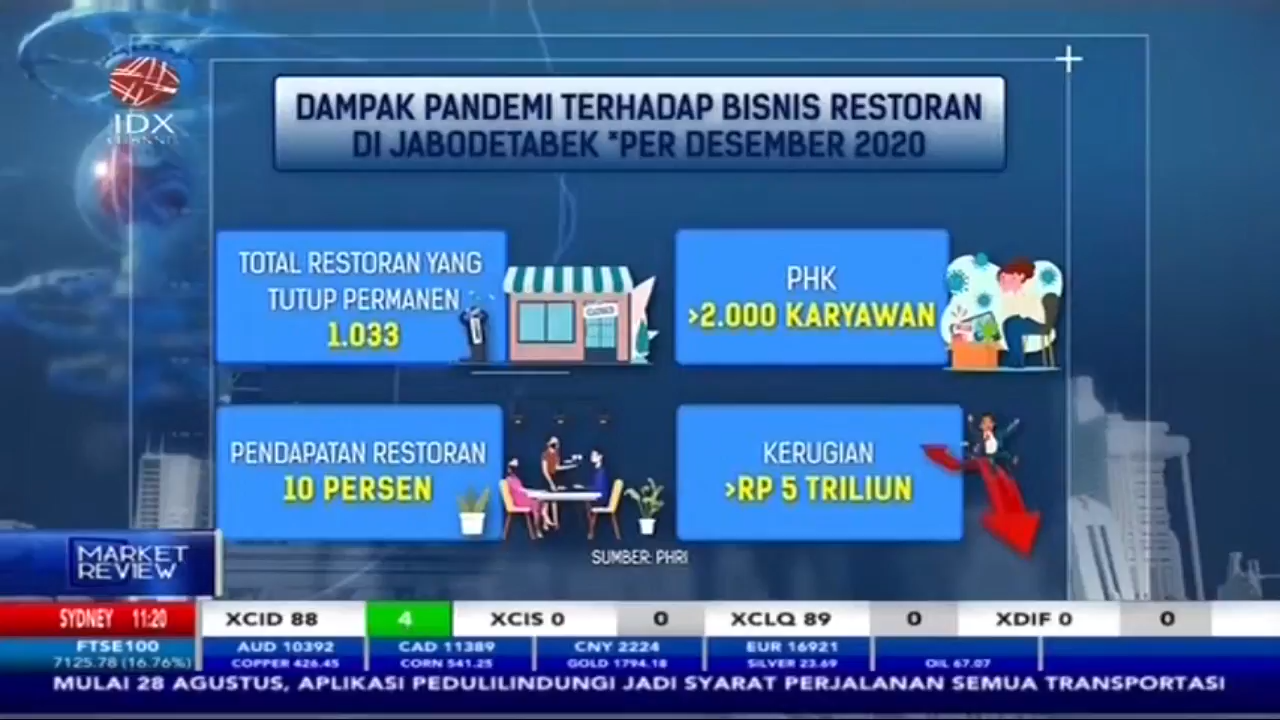 IDX
CHANNEL
DAMPAK PANDEMI TERHADAP BISNIS RESTORAN
DI JABODETABEK *PER DESEMBER 2020
TOTAL RESTORAN YANG
TUTUP PERMANEN
1.033
PHK
>2.000 KARYAWAN
PENDAPATAN RESTORAN
10 PERSEN
KERUGIAN
>RP 5 TRILIUN
SUMBER: PHRI
MARKET
REVIEW
SYDNEY 11:20 XCID 88 4 XCIS 0 0 XCLQ 89 0 XDIF 0 0
FTSE100 AUD 10392 CAD 11389 CNY 2224 EUR 16921
7125.78 (16.76%) COPPER 426.45 CORN 541.25 GOLD 1794.18 SILVER 23.69 OIL 67.07
MULAI 28 AGUSTUS, APLIKASI PEDULILINDUNGI JADI SYARAT PERJALANAN SEMUA TRANSPORTASI